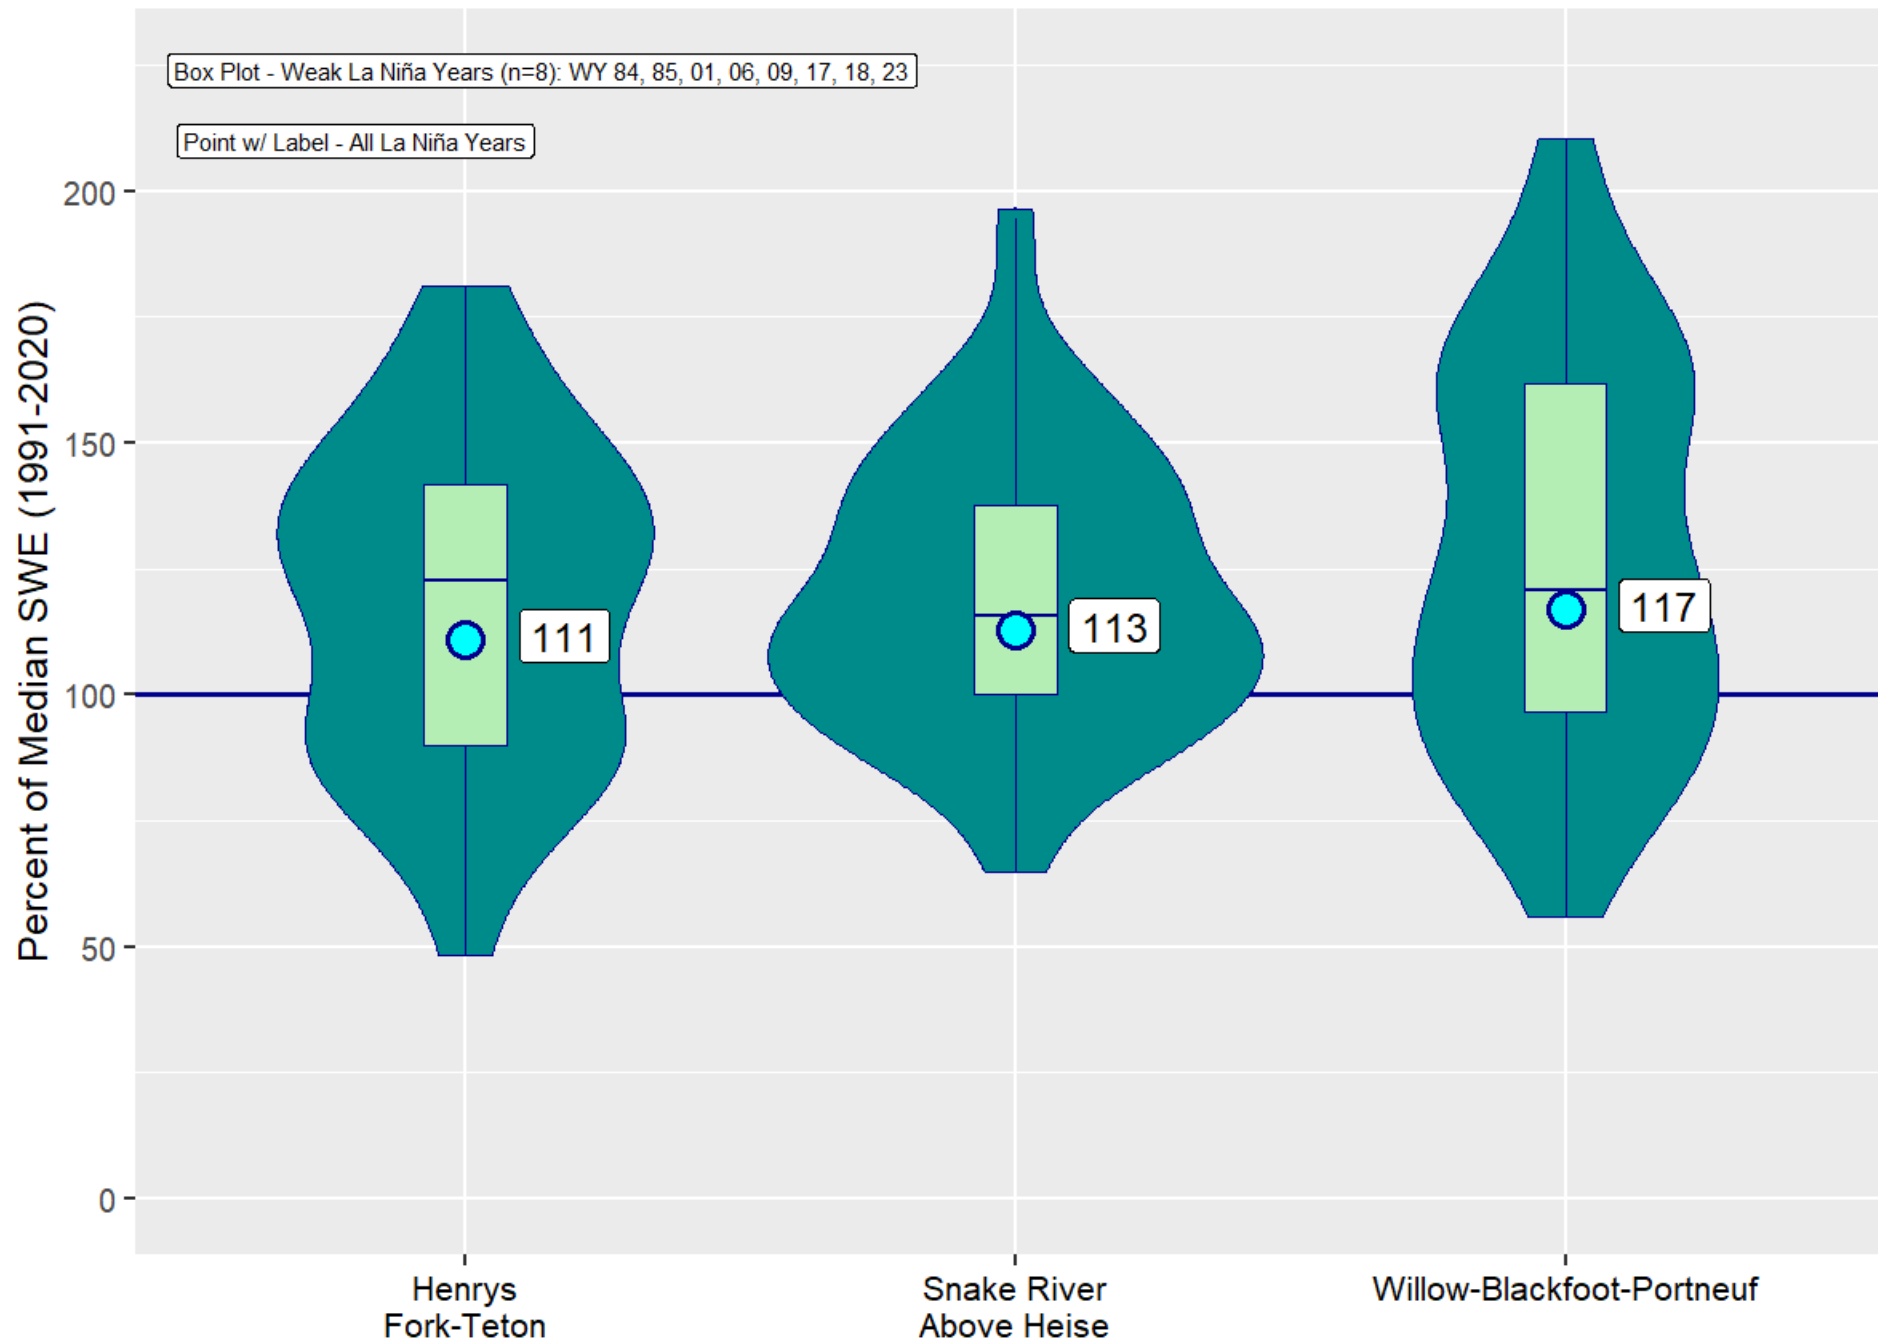 Box Plot - Weak La Niña Years (n=8): WY 84, 85, 01, 06, 09, 17, 18, 23
Point w/ Label - All La Niña Years
Percent of Median SWE (1991-2020)
200
150
100
50
0
111
113
117
Henrys
Fork-Teton
Snake River
Above Heise
Willow-Blackfoot-Portneuf